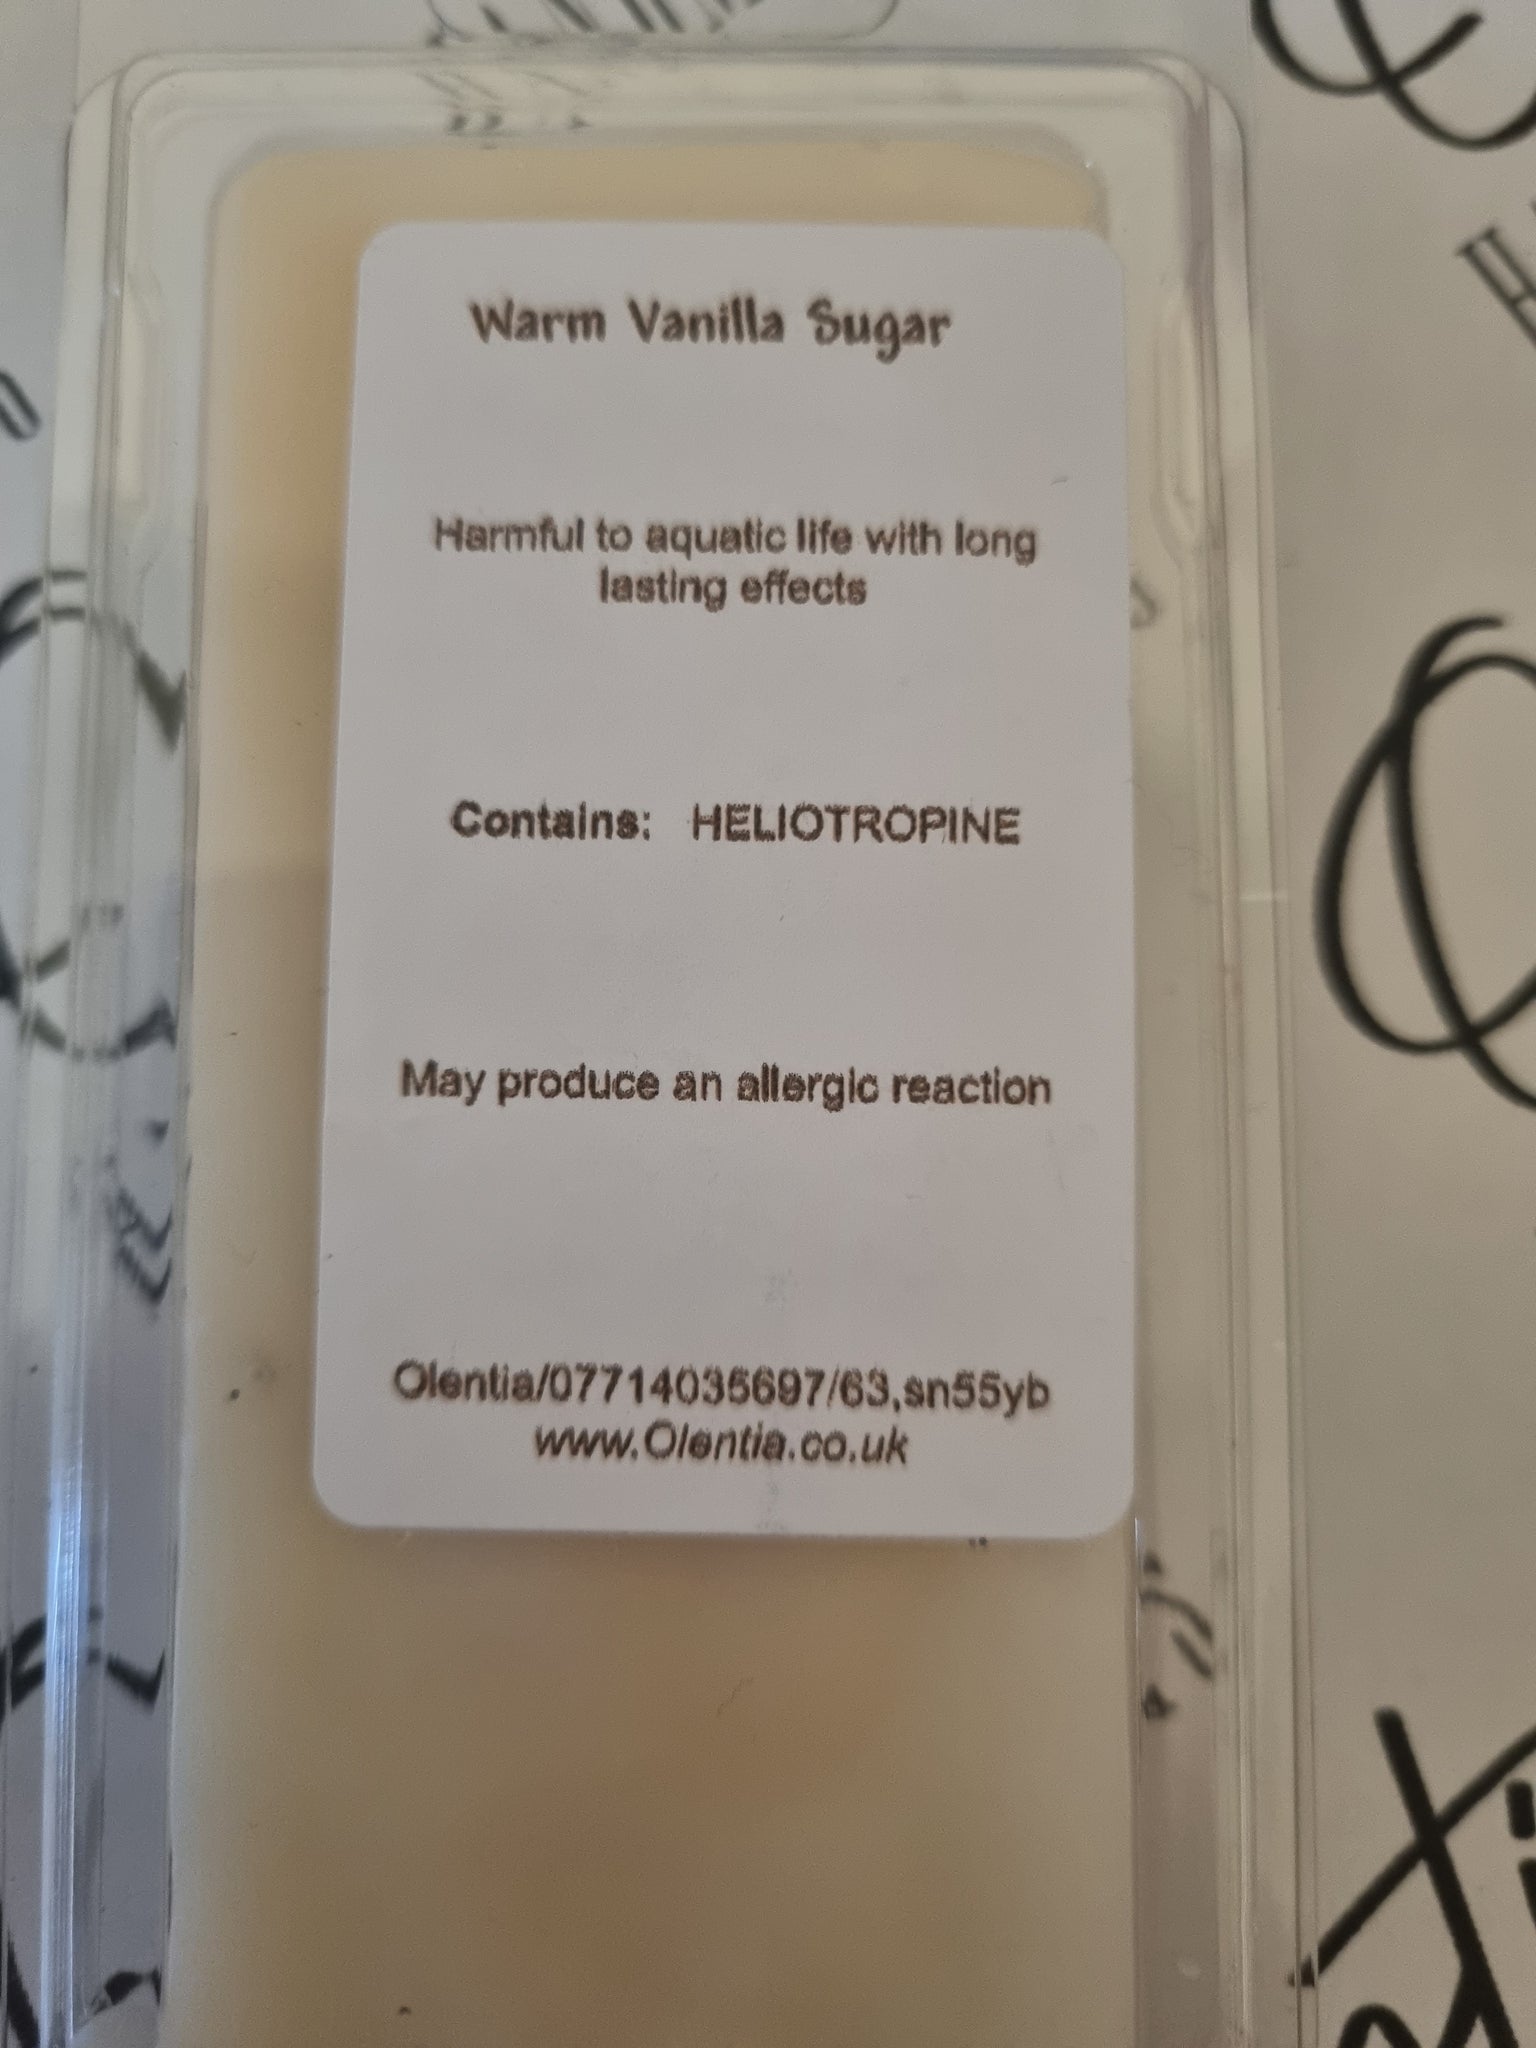 Warm Vanilla Sugar
Harmful to aquatic life with long
lasting effects
Contains: HELIOTROPINE
May produce an allergic reaction
Olentia/07714035697/63,sn55yb
www.Olentia.co.uk